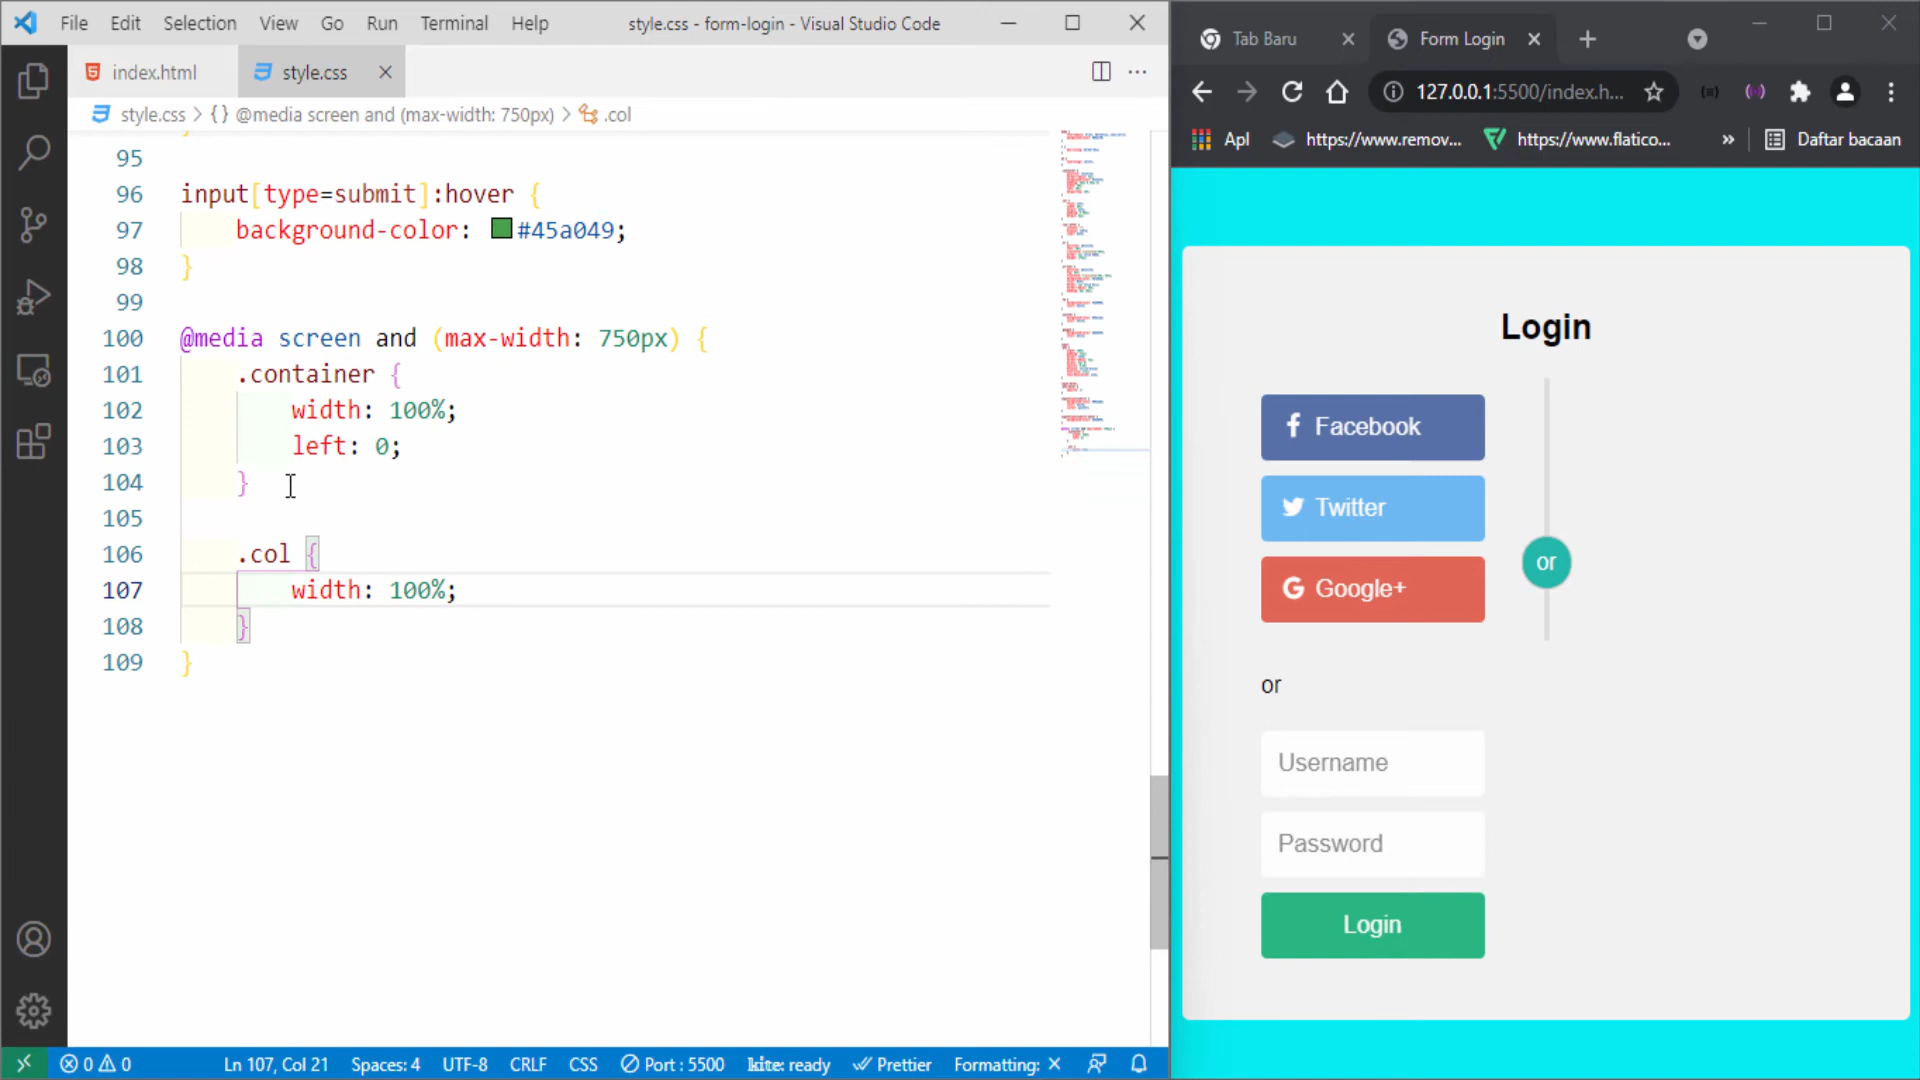 File Edit Selection View Go Run Terminal Help style.css - form-login - Visual Studio Code
index.html style.css
style.css > {} @media screen and (max-width: 750px) > .col
95
96 input[type=submit]:hover {
97 background-color: #45a049;
98 }
99
100 @media screen and (max-width: 750px) {
101 .container {
102 width: 100%;
103 left: 0;
104 }
105
106 .col {
107 width: 100%;
108 }
109 }
0 0 Ln 107, Col 21 Spaces: 4 UTF-8 CRLF CSS Port : 5500 kite: ready Prettier Formatting: ×
Tab Baru Form Login
127.0.0.1:5500/index.h...
Apl https://www.remov... https://www.flatico... » Daftar bacaan
Login
Facebook
Twitter
Google+
or
or
Username
Password
Login